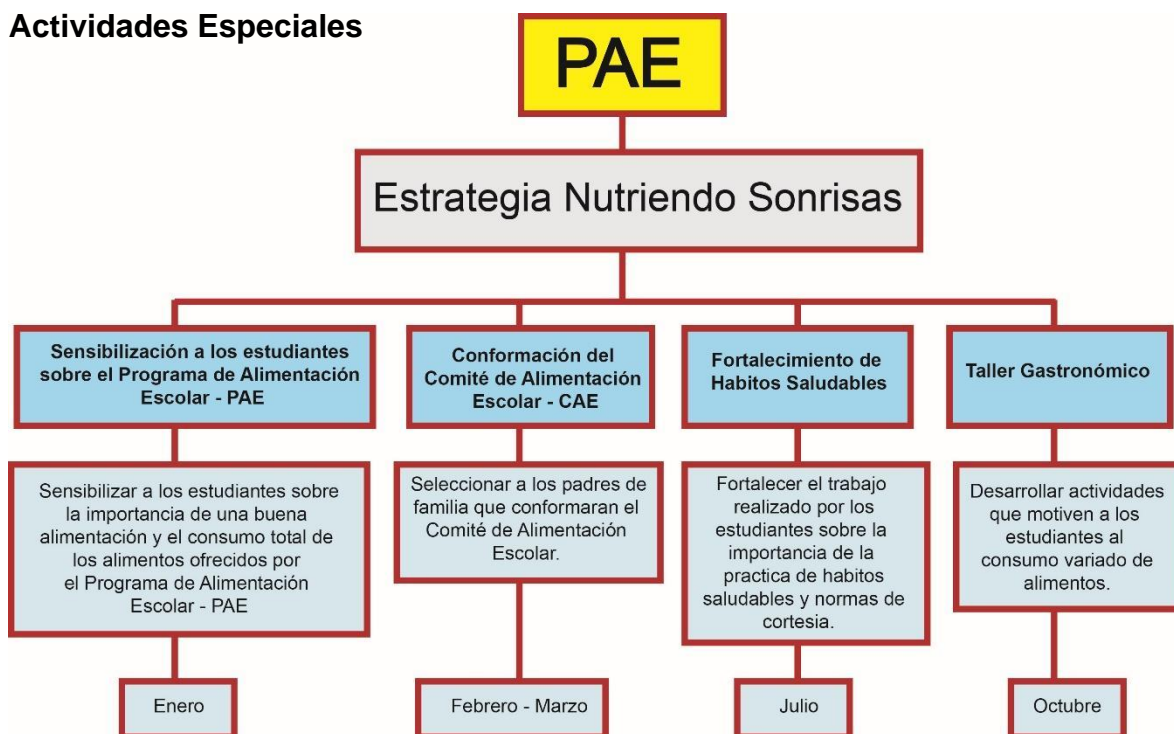 Actividades Especiales
PAE
Estrategia Nutriendo Sonrisas
Sensibilización a los estudiantes
sobre el Programa de Alimentación
Escolar - PAE
Sensibilizar a los estudiantes sobre
la importancia de una buena
alimentación y el consumo total de
los alimentos ofrecidos por
el Programa de Alimentación
Escolar - PAE
Enero
Conformación del
Comité de Alimentación
Escolar - CAE
Seleccionar a los padres de
familia que conformaran el
Comité de Alimentación
Escolar.
Febrero - Marzo
Fortalecimiento de
Habitos Saludables
Fortalecer el trabajo
realizado por los
estudiantes sobre la
importancia de la
practica de habitos
saludables y normas de
cortesia.
Julio
Taller Gastronómico
Desarrollar actividades
que motiven a los
estudiantes al
consumo variado de
alimentos.
Octubre